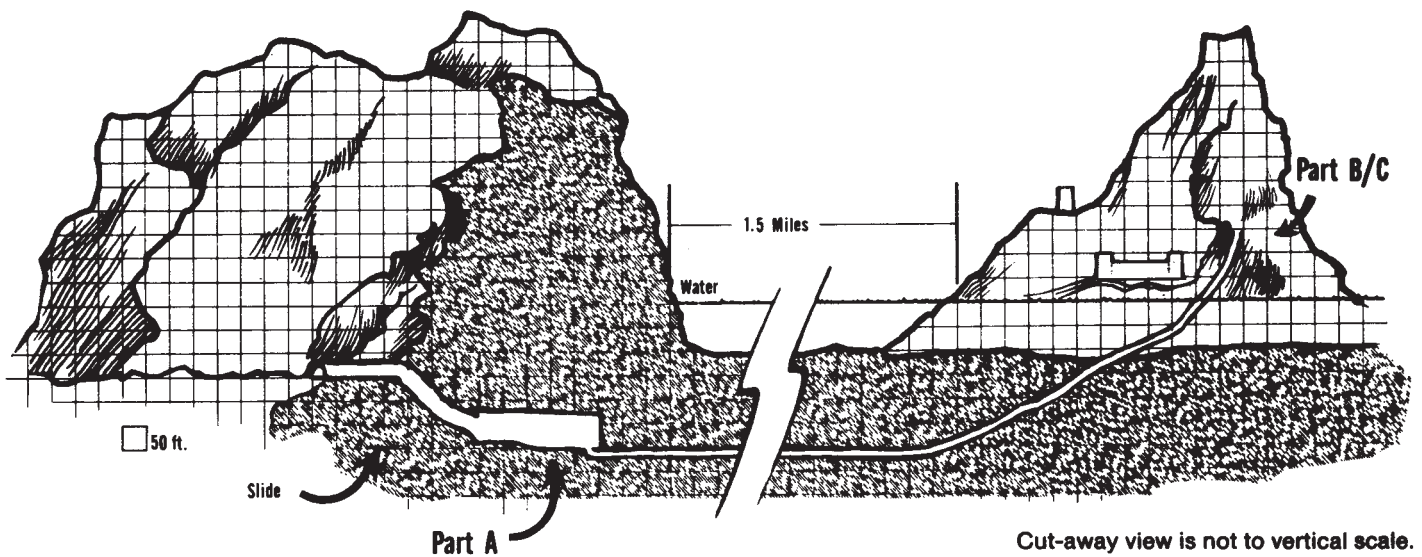 Part B/C
1.5 Miles
Water
50 ft.
Slide
Part A
Cut-away view is not to vertical scale.